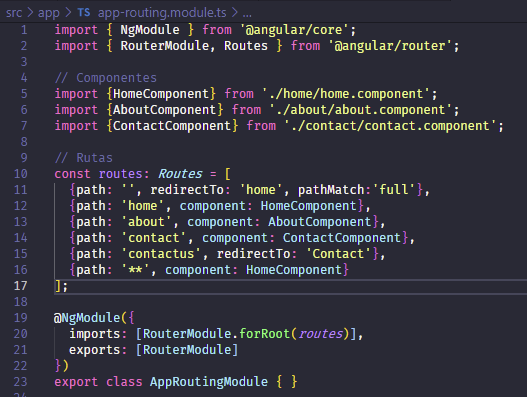 src > app > TS app-routing.module.ts > ...
1 import { NgModule } from '@angular/core';
2 import { RouterModule, Routes } from '@angular/router';
3
4 // Componentes
5 import {HomeComponent} from './home/home.component';
6 import {AboutComponent} from './about/about.component';
7 import {ContactComponent} from './contact/contact.component';
8
9 // Rutas
10 const routes: Routes = [
11 {path: '', redirectTo: 'home', pathMatch:'full'},
12 {path: 'home', component: HomeComponent},
13 {path: 'about', component: AboutComponent},
14 {path: 'contact', component: ContactComponent},
15 {path: 'contactus', redirectTo: 'Contact'},
16 {path: '**', component: HomeComponent}
17 ];
18
19 @NgModule({
20 imports: [RouterModule.forRoot(routes)],
21 exports: [RouterModule]
22 })
23 export class AppRoutingModule { }
24